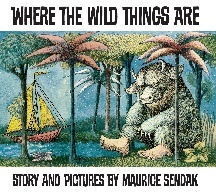 WHERE THE WILD THINGS ARE
STORY AND PICTURES BY MAURICE SENDAK